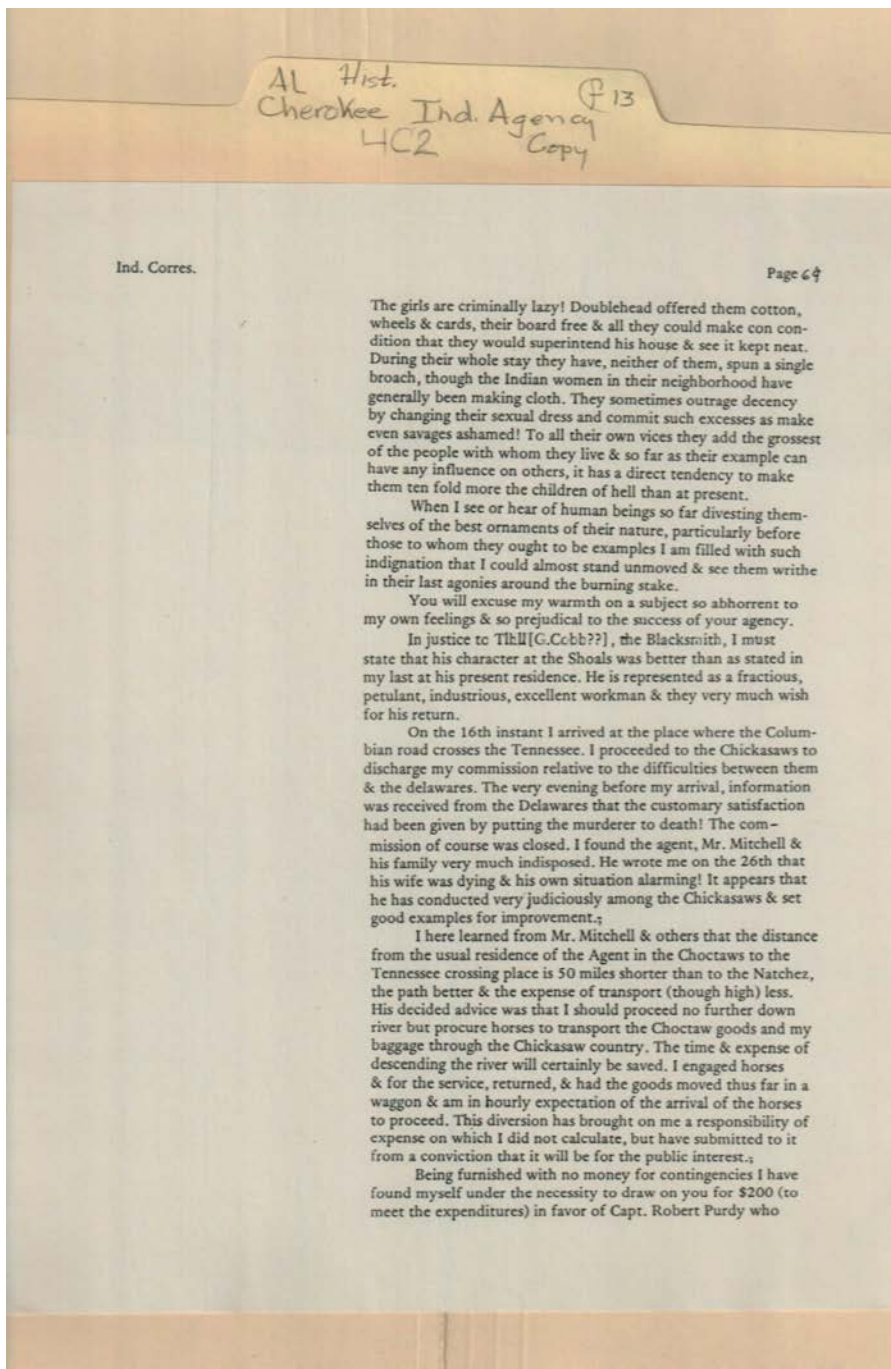 AL Hist.
Cherokee Ind. Agency
f 13
4C2 Copy
Ind. Corres.
Page 69
The girls are criminally lazy! Doublehead offered them cotton,
wheels & cards, their board free & all they could make con con-
dition that they would superintend his house & see it kept neat.
During their whole stay they have, neither of them, spun a single
broach, though the Indian women in their neighborhood have
generally been making cloth. They sometimes outrage decency
by changing their sexual dress and commit such excesses as make
even savages ashamed! To all their own vices they add the grossest
of the people with whom they live & so far as their example can
have any influence on others, it has a direct tendency to make
them ten fold more the children of hell than at present.
When I see or hear of human beings so far divesting them-
selves of the best ornaments of their nature, particularly before
those to whom they ought to be examples I am filled with such
indignation that I could almost stand unmoved & see them writhe
in their last agonies around the burning stake.
You will excuse my warmth on a subject so abhorrent to
my own feelings & so prejudical to the success of your agency.
In justice to [G.Cobb??], the Blacksmith, I must
state that his character at the Shoals was better than as stated in
my last at his present residence. He is represented as a fractious,
petulant, industrious, excellent workman & they very much wish
for his return.
On the 16th instant I arrived at the place where the Colum-
bian road crosses the Tennessee. I proceeded to the Chickasaws to
discharge my commission relative to the difficulties between them
& the delawares. The very evening before my arrival, information
was received from the Delawares that the customary satisfaction
had been given by putting the murderer to death! The com-
mission of course was closed. I found the agent, Mr. Mitchell &
his family very much indisposed. He wrote me on the 26th that
his wife was dying & his own situation alarming! It appears that
he has conducted very judiciously among the Chickasaws & set
good examples for improvement.;
I here learned from Mr. Mitchell & others that the distance
from the usual residence of the Agent in the Choctaws to the
Tennessee crossing place is 50 miles shorter than to the Natchez,
the path better & the expense of transport (though high) less.
His decided advice was that I should proceed no further down
river but procure horses to transport the Choctaw goods and my
baggage through the Chickasaw country. The time & expense of
descending the river will certainly be saved. I engaged horses
& for the service, returned, & had the goods moved thus far in a
waggon & am in hourly expectation of the arrival of the horses
to proceed. This diversion has brought on me a responsibility of
expense on which I did not calculate, but have submitted to it
from a conviction that it will be for the public interest.;
Being furnished with no money for contingencies I have
found myself under the necessity to draw on you for $200 (to
meet the expenditures) in favor of Capt. Robert Purdy who